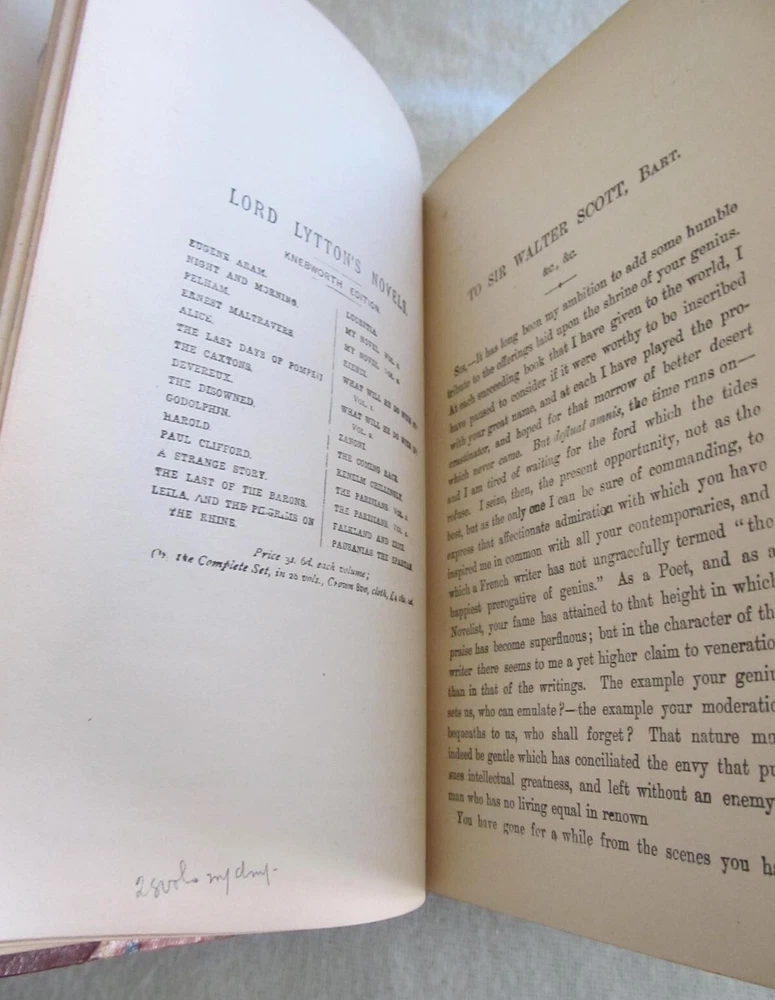 LORD LYTTON'S NOVELS.
KNEBWORTH EDITION.
EUGENE ARAM.
NIGHT AND MORNING.
PELHAM.
ERNEST MALTRAVERS.
ALICE.
THE LAST DAYS OF POMPEII
THE CAXTONS.
DEVEREUX.
THE DISOWNED.
GODOLPHIN.
HAROLD.
PAUL CLIFFORD.
A STRANGE STORY.
THE LAST OF THE BARONS.
LEILA, AND THE PILGRIMS ON
THE RHINE.
LUCRETIA.
MY NOVEL, VOL.
MY NOVEL, VOL.
RIENZI.
WHAT WILL HE DO WITH IT?
VOL. 1.
WHAT WILL HE DO WITH IT?
VOL. 2.
ZANONI.
THE COMING RACE.
KENELM CHILLINGLY.
THE PARISIANS, VOL.
THE PARISIANS, VOL.
FALKLAND AND ZICCI.
PAUSANIAS THE SPARTAN.
Price 3s. 6d. each volume;
the Complete Set, in 28 vols., Crown 8vo, cloth,
28vols
TO SIR WALTER SCOTT, BART.
&c., &c.
SIR,—It has long been my ambition to add some humble
tribute to the offerings laid upon the shrine of your genius.
At each succeeding book that I have given to the world, I
have paused to consider if it were worthy to be inscribed
with your great name, and at each I have played the pro-
crastinator, and hoped for that morrow of better desert
which never came. But defluat amnis, the time runs on—
and I am tired of waiting for the ford which the tides
refuse. I seize, then, the present opportunity, not as the
best, but as the only one I can be sure of commanding, to
express that affectionate admiration with which you have
inspired me in common with all your contemporaries, and
which a French writer has not ungracefully termed "the
happiest prerogative of genius." As a Poet, and as a
Novelist, your fame has attained to that height in which
praise has become superfluous; but in the character of the
writer there seems to me a yet higher claim to veneratio
than in that of the writings. The example your geniu
sets us, who can emulate?—the example your moderatio
bequeaths to us, who shall forget? That nature mu
indeed be gentle which has conciliated the envy that pu
sues intellectual greatness, and left without an enemy
man who has no living equal in renown
You have gone for a while from the scenes you ha